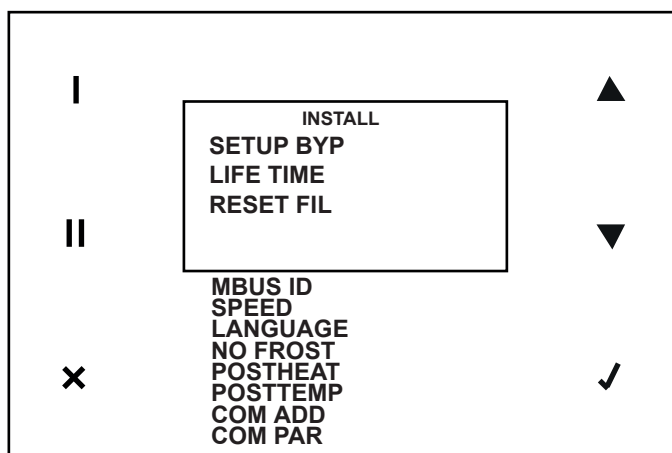 I
INSTALL
SETUP BYP
LIFE TIME
RESET FIL
II
MBUS ID
SPEED
LANGUAGE
NO FROST
POSTHEAT
POSTTEMP
COM ADD
COM PAR